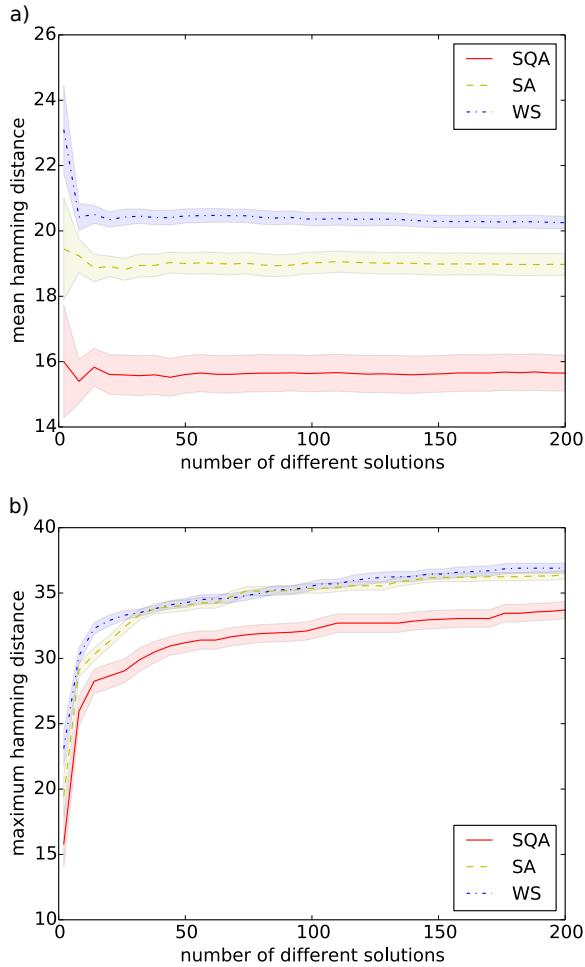 a)
26
24
22
20
18
16
14
mean hamming distance
SQA
SA
WS
0
50
100
150
200
number of different solutions
b)
40
35
30
25
20
15
10
maximum hamming distance
SQA
SA
WS
0
50
100
150
200
number of different solutions